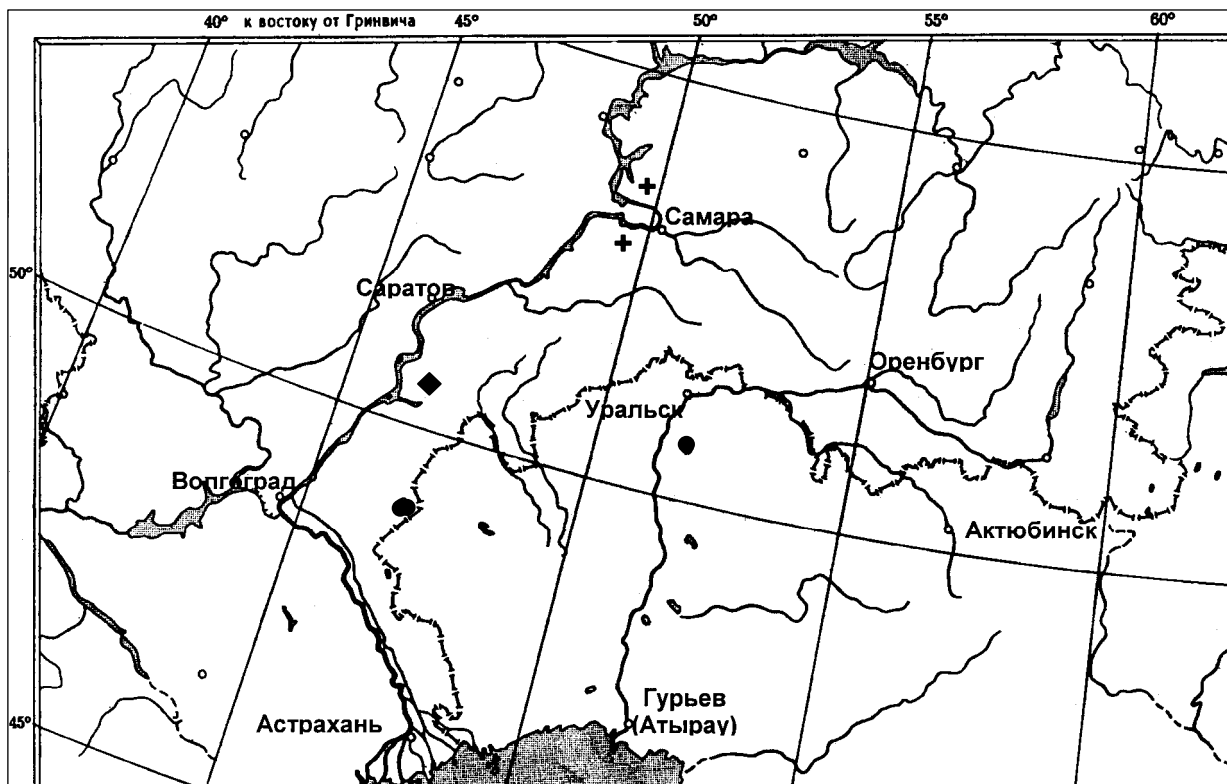 40° к востоку от Гринвича 45° 50° 55° 60°
Самара
50°
Саратов
Оренбург
Уральск
Волгоград
Актюбинск
Гурьев
(Атырау)
Астрахань
45°